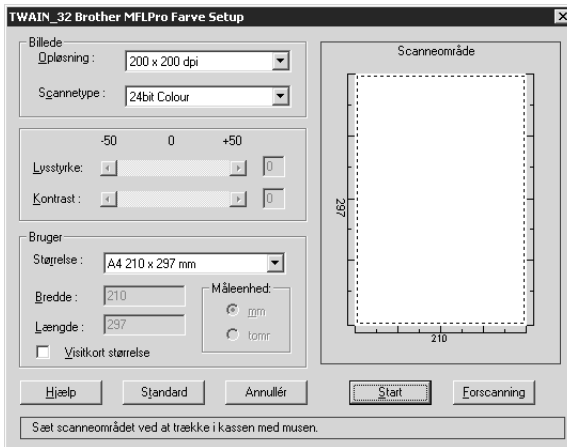 TWAIN_32 Brother MFLPro Farve Setup
Billede
Opløsning :
200 x 200 dpi
Scannetype :
24bit Colour
-50 0 +50
Lysstyrke:
0
Kontrast :
0
Bruger
Størrelse :
A4 210 x 297 mm
Bredde :
210
Længde :
297
Måleenhed:
mm
tomr
Visitkort størrelse
Scanneområde
297
210
Hjælp
Standard
Annullér
Start
Forscanning
Sæt scanneområdet ved at trække i kassen med musen.